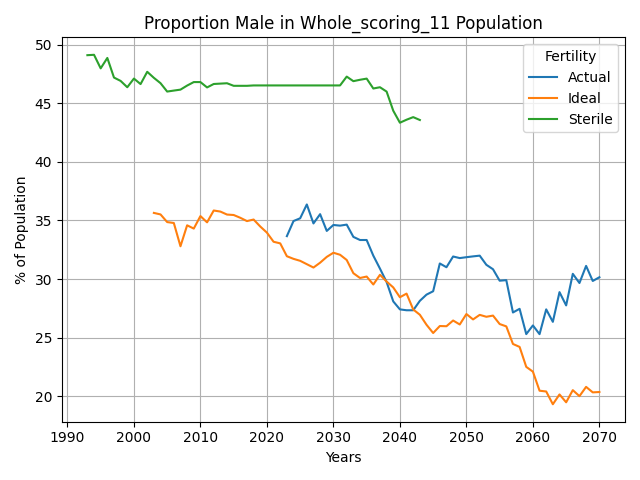 Proportion Male in Whole_scoring_11 Population
Fertility
Actual
Ideal
Sterile
% of Population
50
45
40
35
30
25
20
1990 2000 2010 2020 2030 2040 2050 2060 2070
Years